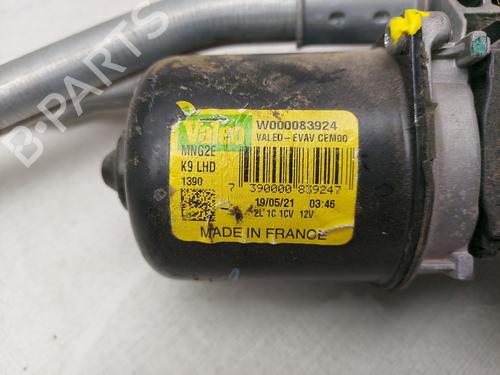 B-PARTS
Valeo
W000083924
VALEO-EVAV CEM00
MNG2E
K9 LHD
1390
7 390000 839247
19/05/21 03:46
2L 1C 1CV 12V
MADE IN FRANCE